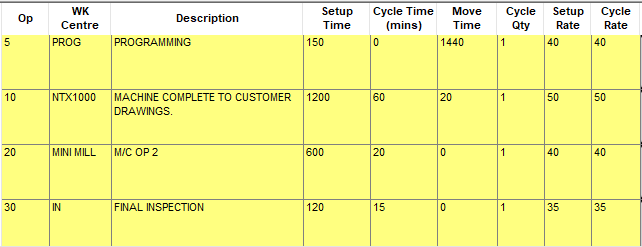 Op WK Centre Description Setup Time Cycle Time (mins) Move Time Cycle Qty Setup Rate Cycle Rate
5 PROG PROGRAMMING 150 0 1440 1 40 40
10 NTX1000 MACHINE COMPLETE TO CUSTOMER 1200 60 20 1 50 50
DRAWINGS.
20 MINI MILL M/C OP 2 600 20 0 1 40 40
30 IN FINAL INSPECTION 120 15 0 1 35 35